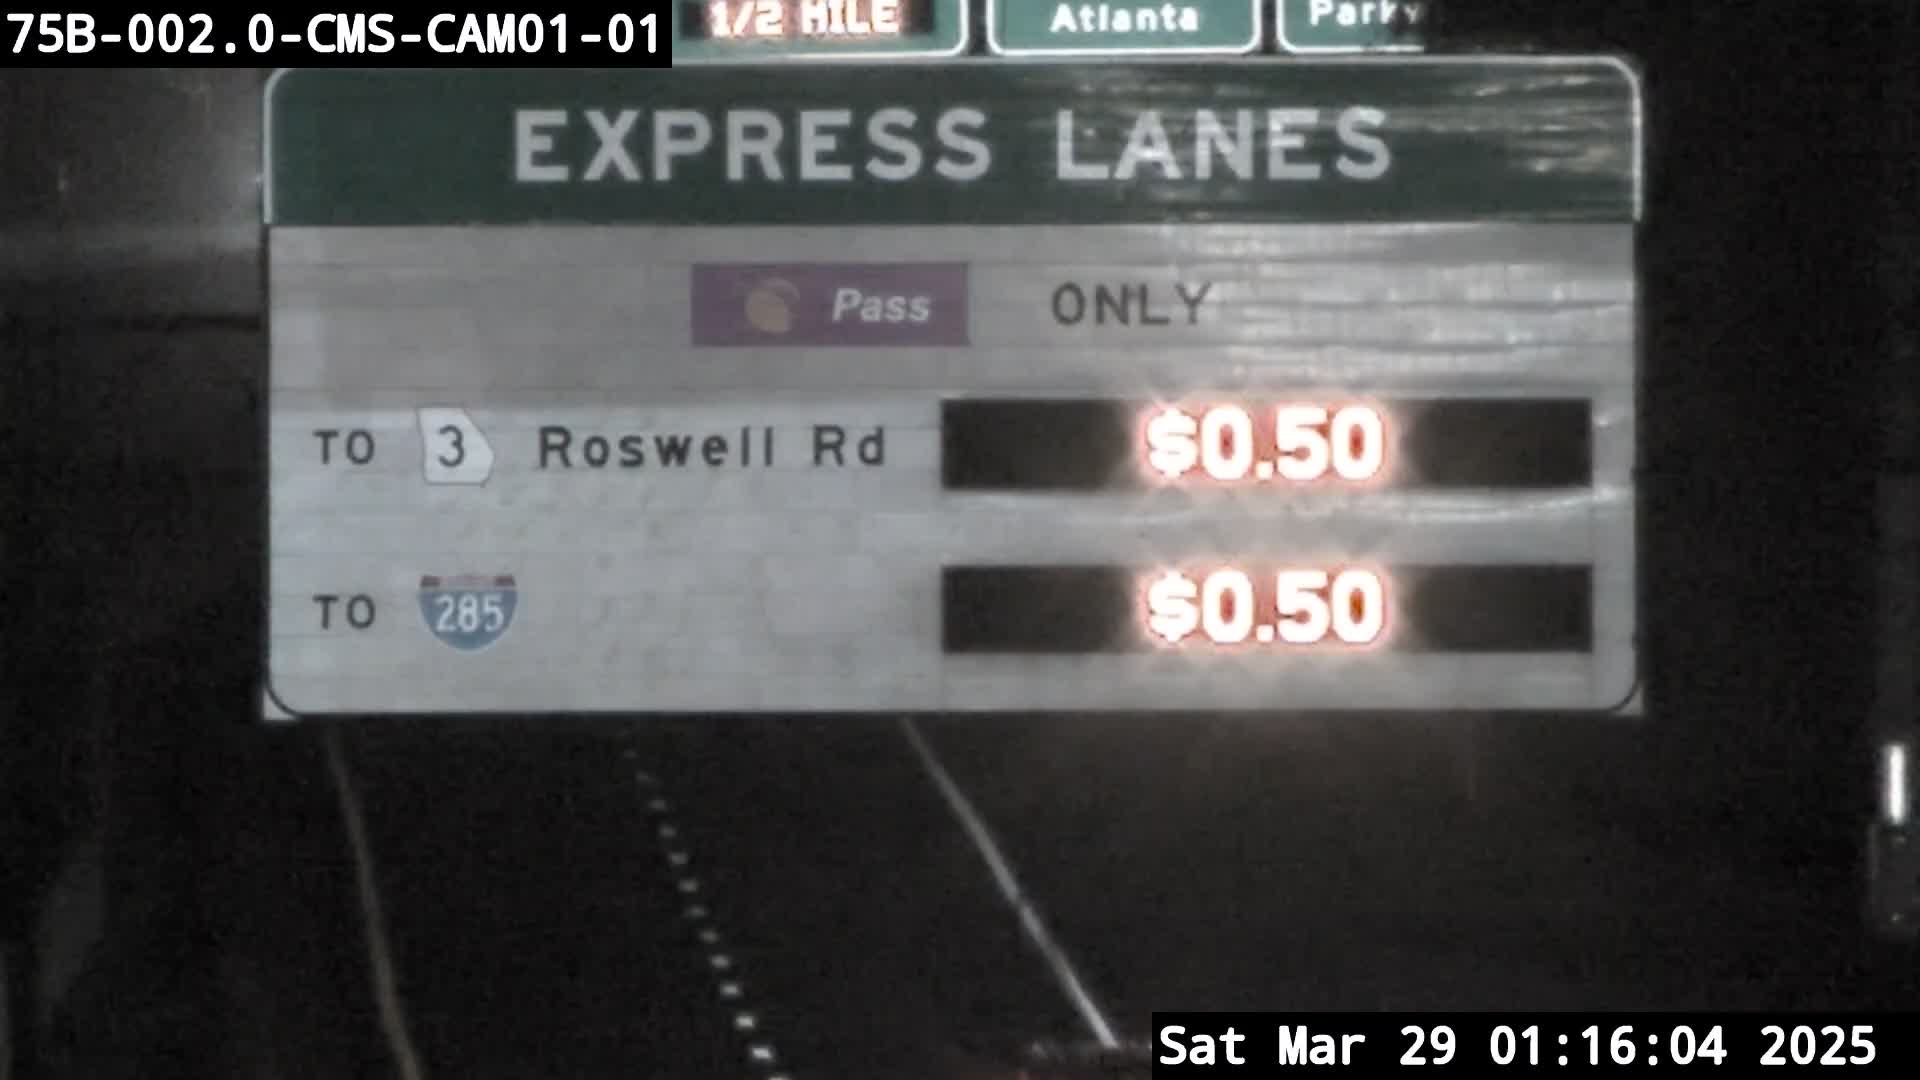 75B-002.0-CMS-CAM01-01
1/2 MILE
Atlanta
Parky
EXPRESS LANES
Pass ONLY
TO 3 Roswell Rd $0.50
TO 285 $0.50
Sat Mar 29 01:16:04 2025